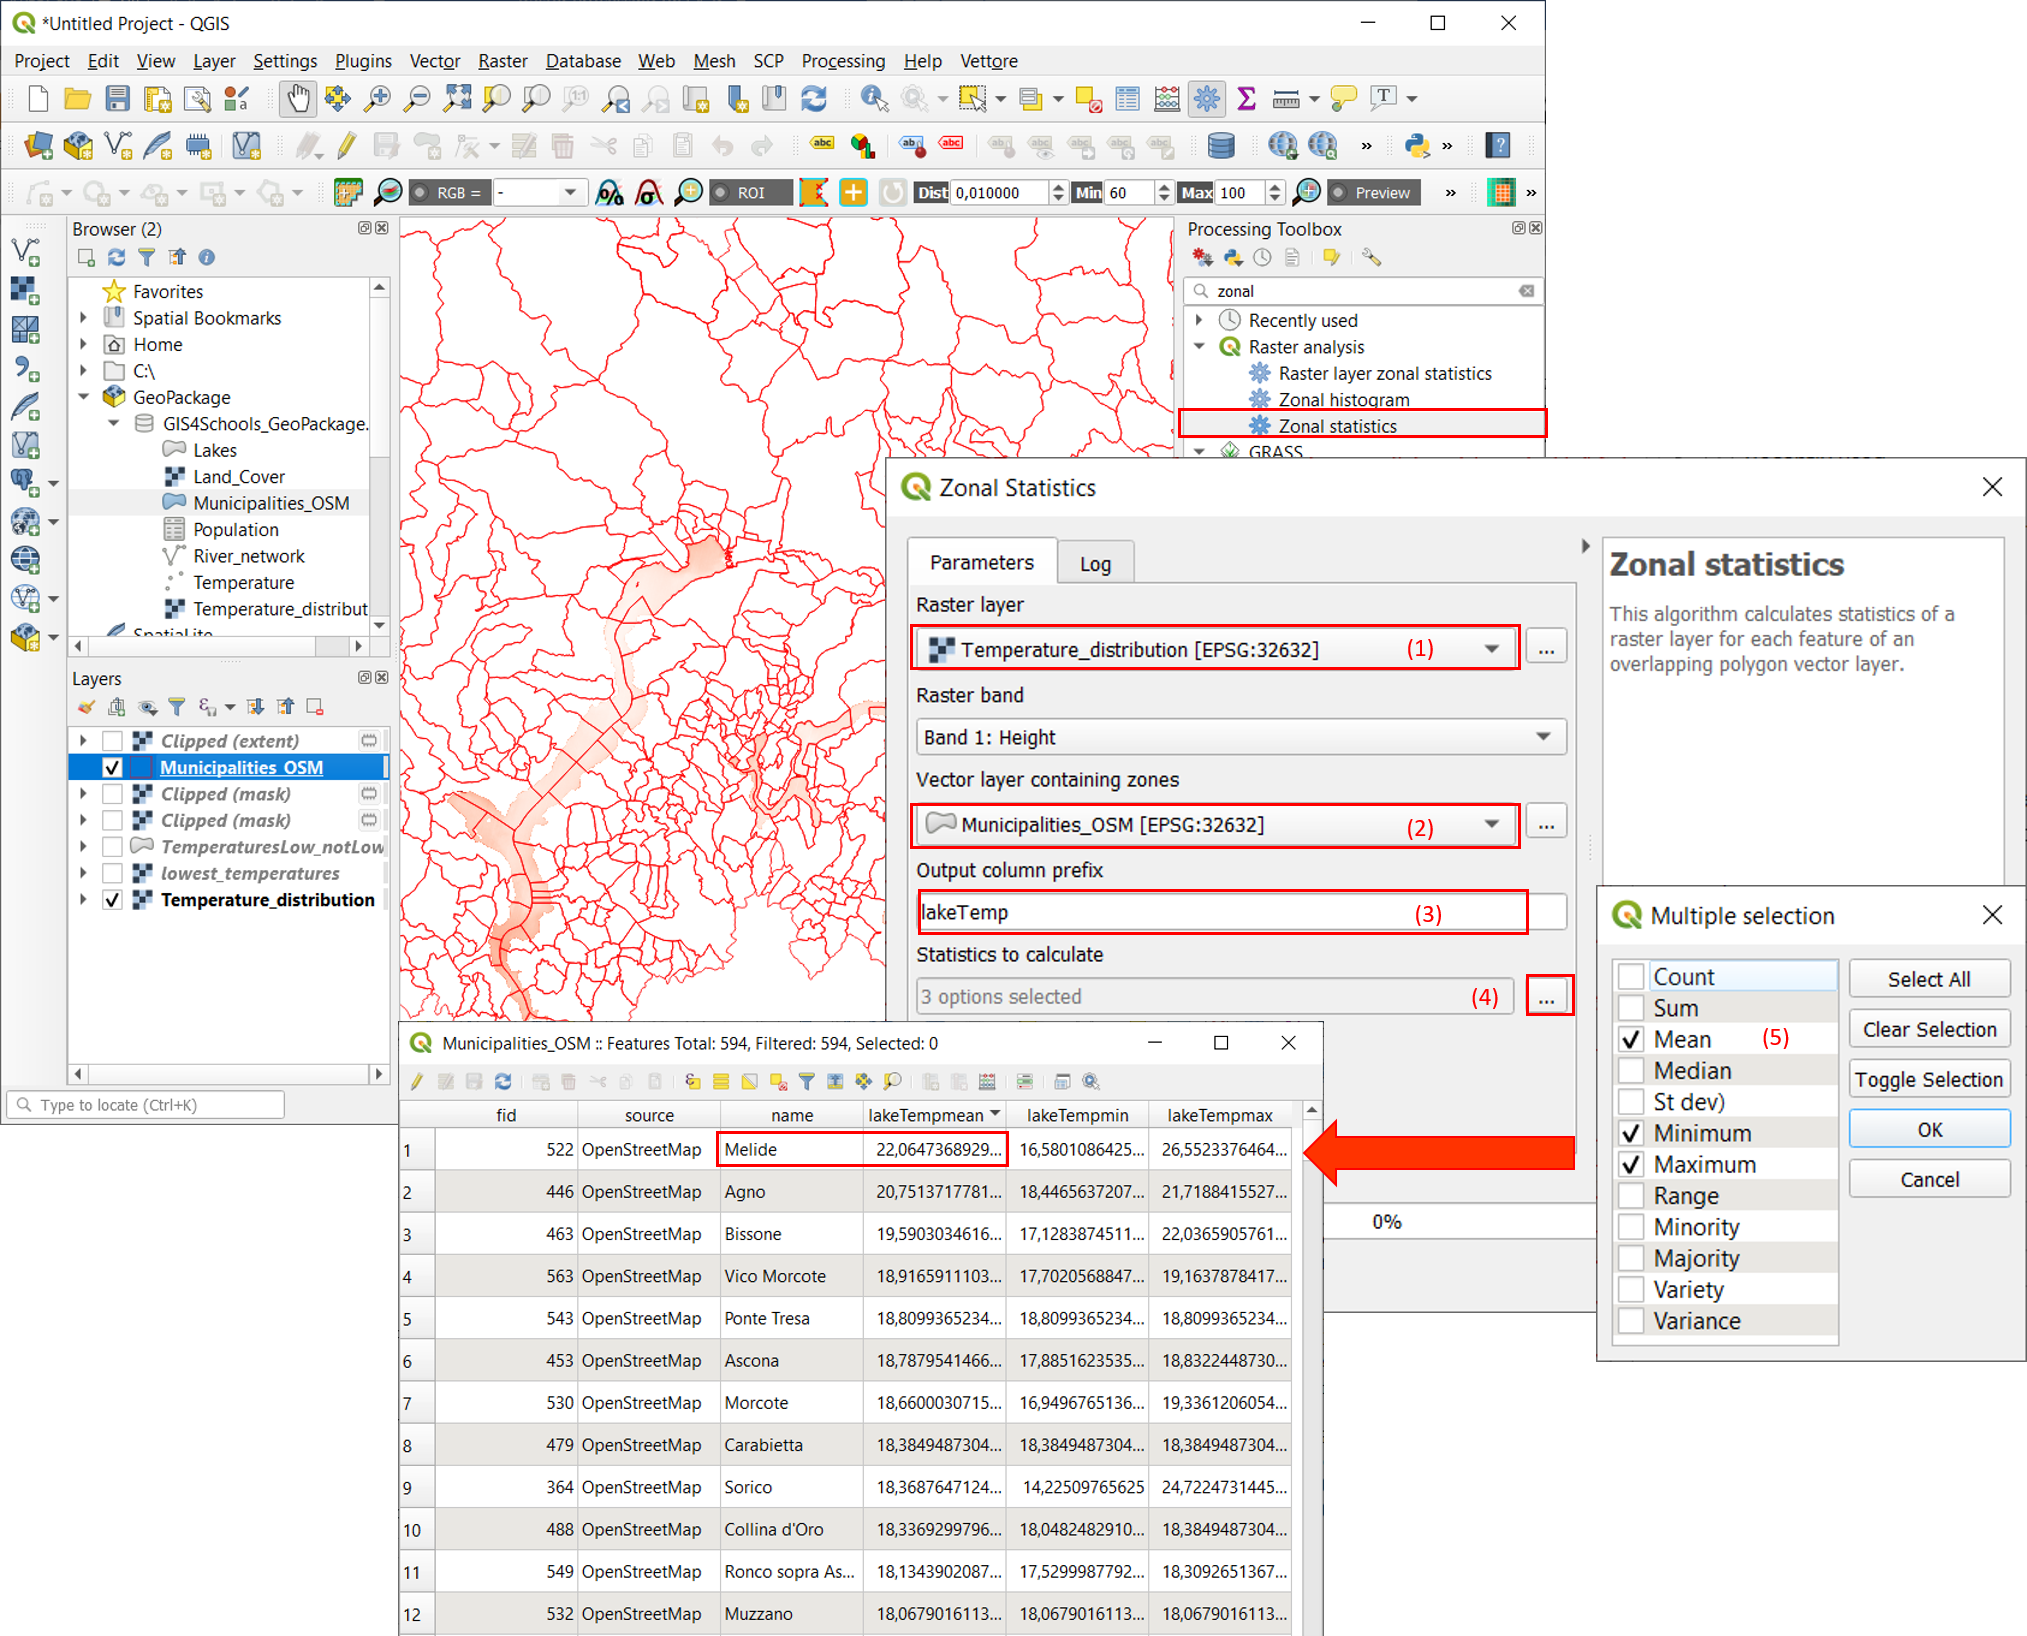 *Untitled Project - QGIS
Project Edit View Layer Settings Plugins Vector Raster Database Web Mesh SCP Processing Help Vettore
RGB = - ROI Dist 0,010000 Min 60 Max 100 Preview
Browser (2)
Favorites
Spatial Bookmarks
Home
C:\
GeoPackage
GIS4Schools_GeoPackage.
Lakes
Land_Cover
Municipalities_OSM
Population
River_network
Temperature
Temperature_distribut
SpatiaLite
Layers
Clipped (extent)
Municipalities_OSM
Clipped (mask)
Clipped (mask)
TemperaturesLow_notLow
lowest_temperatures
Temperature_distribution
Type to locate (Ctrl+K)
Processing Toolbox
zonal
Recently used
Raster analysis
Raster layer zonal statistics
Zonal histogram
Zonal statistics
GRASS
Zonal Statistics
Parameters Log
Raster layer
Temperature_distribution [EPSG:32632] (1) ...
Raster band
Band 1: Height
Vector layer containing zones
Municipalities_OSM [EPSG:32632] (2) ...
Output column prefix
lakeTemp (3)
Statistics to calculate
3 options selected (4) ...
0%
Zonal statistics
This algorithm calculates statistics of a
raster layer for each feature of an
overlapping polygon vector layer.
Multiple selection
Count
Sum
Mean (5)
Median
St dev)
Minimum
Maximum
Range
Minority
Majority
Variety
Variance
Select All
Clear Selection
Toggle Selection
OK
Cancel
Municipalities_OSM :: Features Total: 594, Filtered: 594, Selected: 0
fid source name lakeTempmean lakeTempmin lakeTempmax
1 522 OpenStreetMap Melide 22,0647368929... 16,5801086425... 26,5523376464...
2 446 OpenStreetMap Agno 20,7513717781... 18,4465637207... 21,7188415527...
3 463 OpenStreetMap Bissone 19,5903034616... 17,1283874511... 22,0365905761...
4 563 OpenStreetMap Vico Morcote 18,9165911103... 17,7020568847... 19,1637878417...
5 543 OpenStreetMap Ponte Tresa 18,8099365234... 18,8099365234... 18,8099365234...
6 453 OpenStreetMap Ascona 18,7879541466... 17,8851623535... 18,8322448730...
7 530 OpenStreetMap Morcote 18,6600030715... 16,9496765136... 19,3361206054...
8 479 OpenStreetMap Carabietta 18,3849487304... 18,3849487304... 18,3849487304...
9 364 OpenStreetMap Sorico 18,3687647124... 14,22509765625 24,7224731445...
10 488 OpenStreetMap Collina d'Oro 18,3369299796... 18,0482482910... 18,3849487304...
11 549 OpenStreetMap Ronco sopra As... 18,1343902087... 17,5299987792... 18,3092651367...
12 532 OpenStreetMap Muzzano 18,0679016113... 18,0679016113... 18,0679016113...